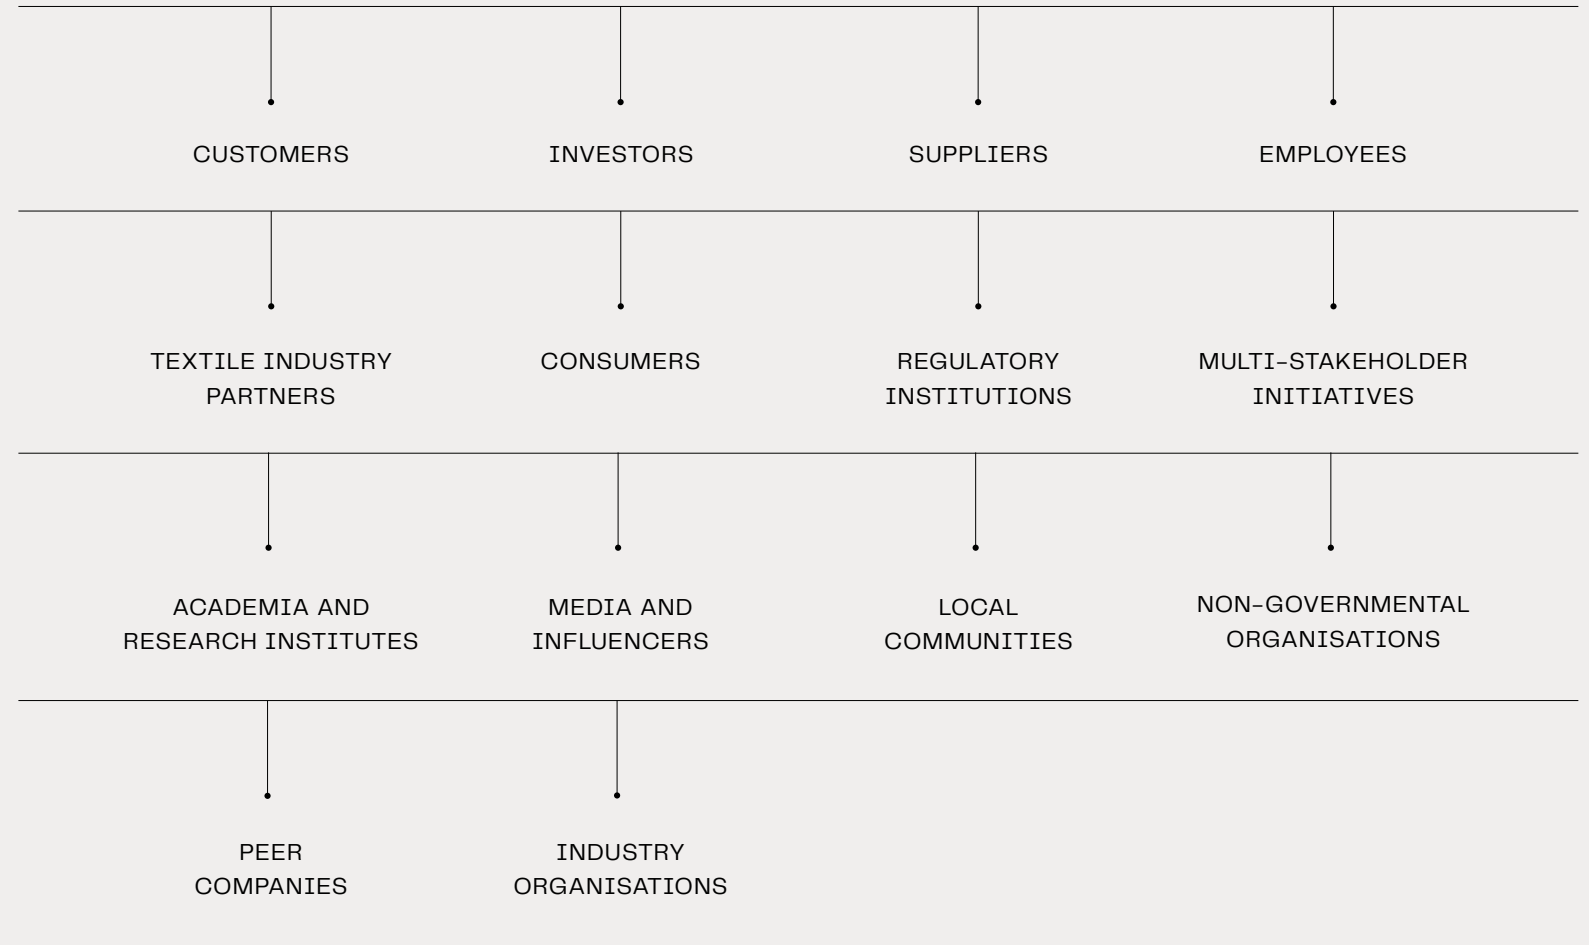 CUSTOMERS
INVESTORS
SUPPLIERS
EMPLOYEES
TEXTILE INDUSTRY
PARTNERS
CONSUMERS
REGULATORY
INSTITUTIONS
MULTI–STAKEHOLDER
INITIATIVES
ACADEMIA AND
RESEARCH INSTITUTES
MEDIA AND
INFLUENCERS
LOCAL
COMMUNITIES
NON–GOVERNMENTAL
ORGANISATIONS
PEER
COMPANIES
INDUSTRY
ORGANISATIONS